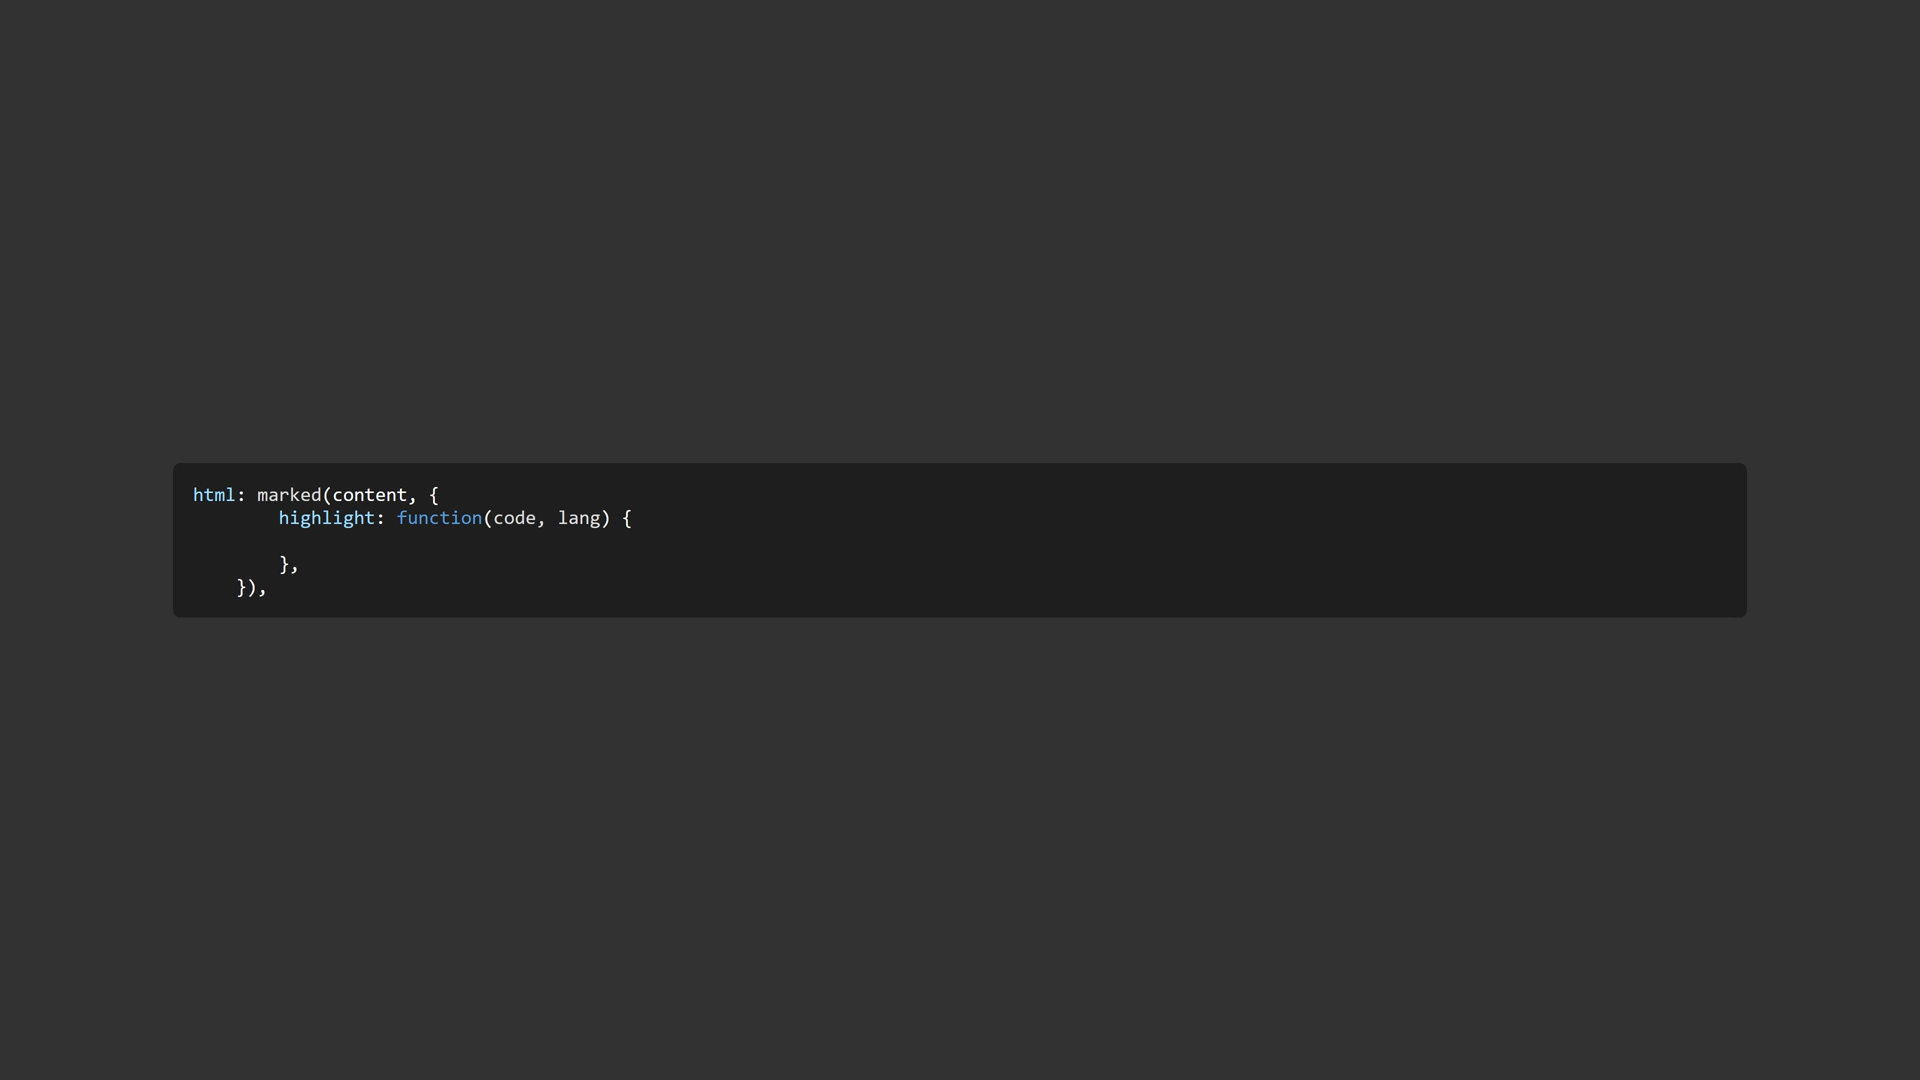 html: marked(content, {
        highlight: function(code, lang) {

        },
    }),